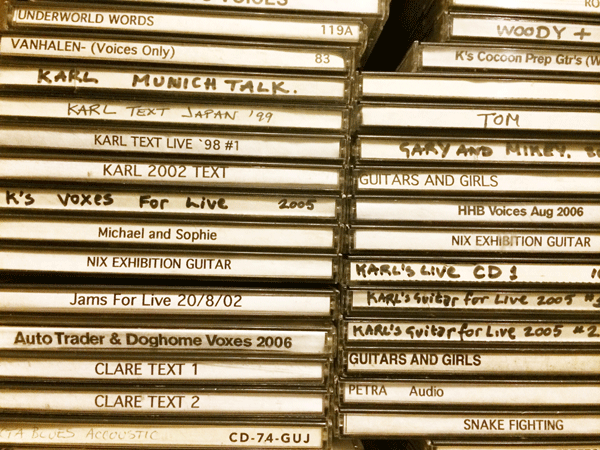 VOICES
UNDERWORLD WORDS
119A
VANHALEN- (Voices Only)
83
KARL MUNICH TALK.
KARL TEXT JAPAN '99
KARL TEXT LIVE `98 #1
KARL 2002 TEXT
K's VOXES FOR LIVE 2005
Michael and Sophie
NIX EXHIBITION GUITAR
Jams For Live 20/8/02
Auto Trader & Doghome Voxes 2006
CLARE TEXT 1
CLARE TEXT 2
BLUES ACCOUSTIC
CD-74-GUJ
RO
WOODY +
K's Cocoon Prep Gtr's (W
TOM
GARY AND MIKEY.
GUITARS AND GIRLS
HHB Voices Aug 2006
NIX EXHIBITION GUITAR
KARL'S LIVE CD 1
KARL's Guitar for Live 2005 #
KARL's Guitar for Live 2005 #2
GUITARS AND GIRLS
PETRA Audio
SNAKE FIGHTING